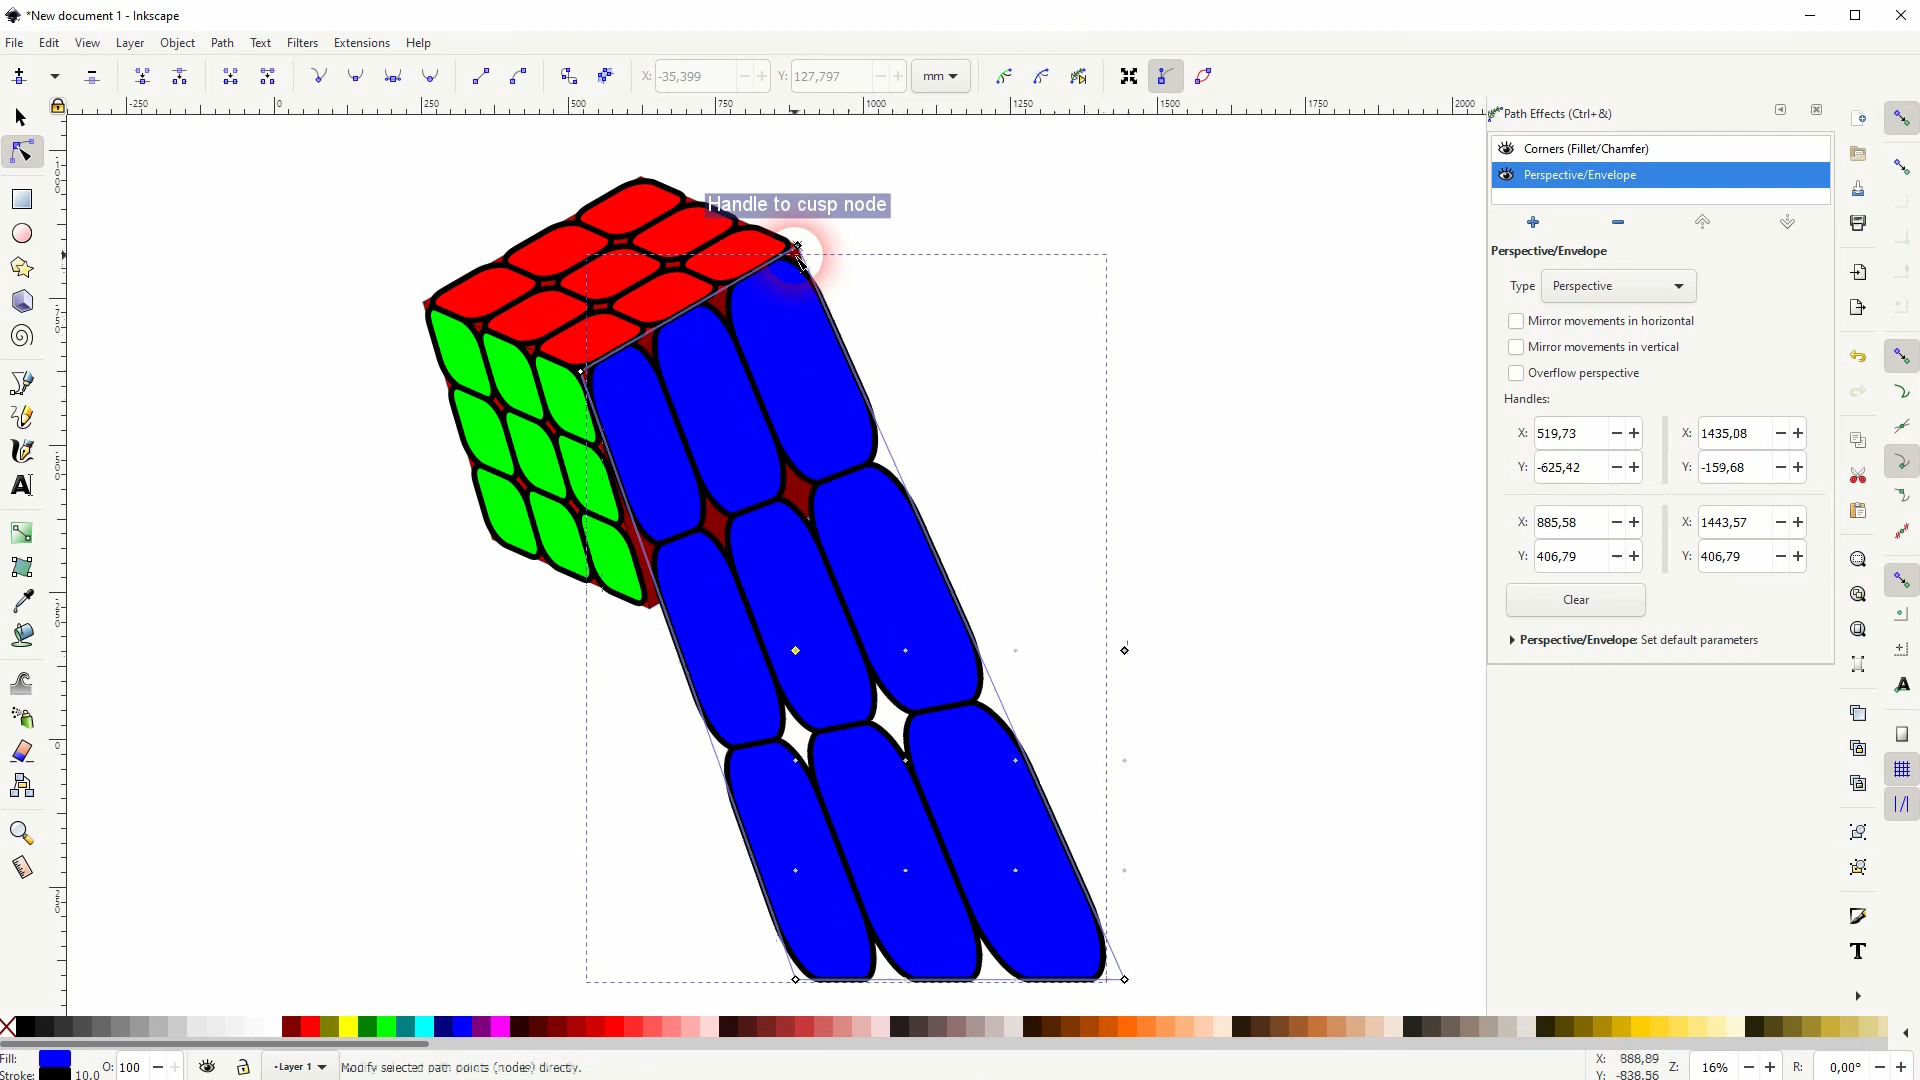 *New document 1 - Inkscape
File Edit View Layer Object Path Text Filters Extensions Help
X: -35,399 Y: 127,797 mm
-250 0 250 500 750 1000 1250 1500 1750 2000
Path Effects (Ctrl+&)
Corners (Fillet/Chamfer)
Perspective/Envelope
Handle to cusp node
Perspective/Envelope
Type Perspective
Mirror movements in horizontal
Mirror movements in vertical
Overflow perspective
Handles:
X: 519,73 X: 1435,08
Y: -625,42 Y: -159,68
X: 885,58 X: 1443,57
Y: 406,79 Y: 406,79
Clear
Perspective/Envelope: Set default parameters
Fill:
Stroke: 10,0
O: 100
-Layer 1
Modify selected path points (nodes) directly.
X: 888,89
Y: -838,56
Z: 16%
R: 0,00°